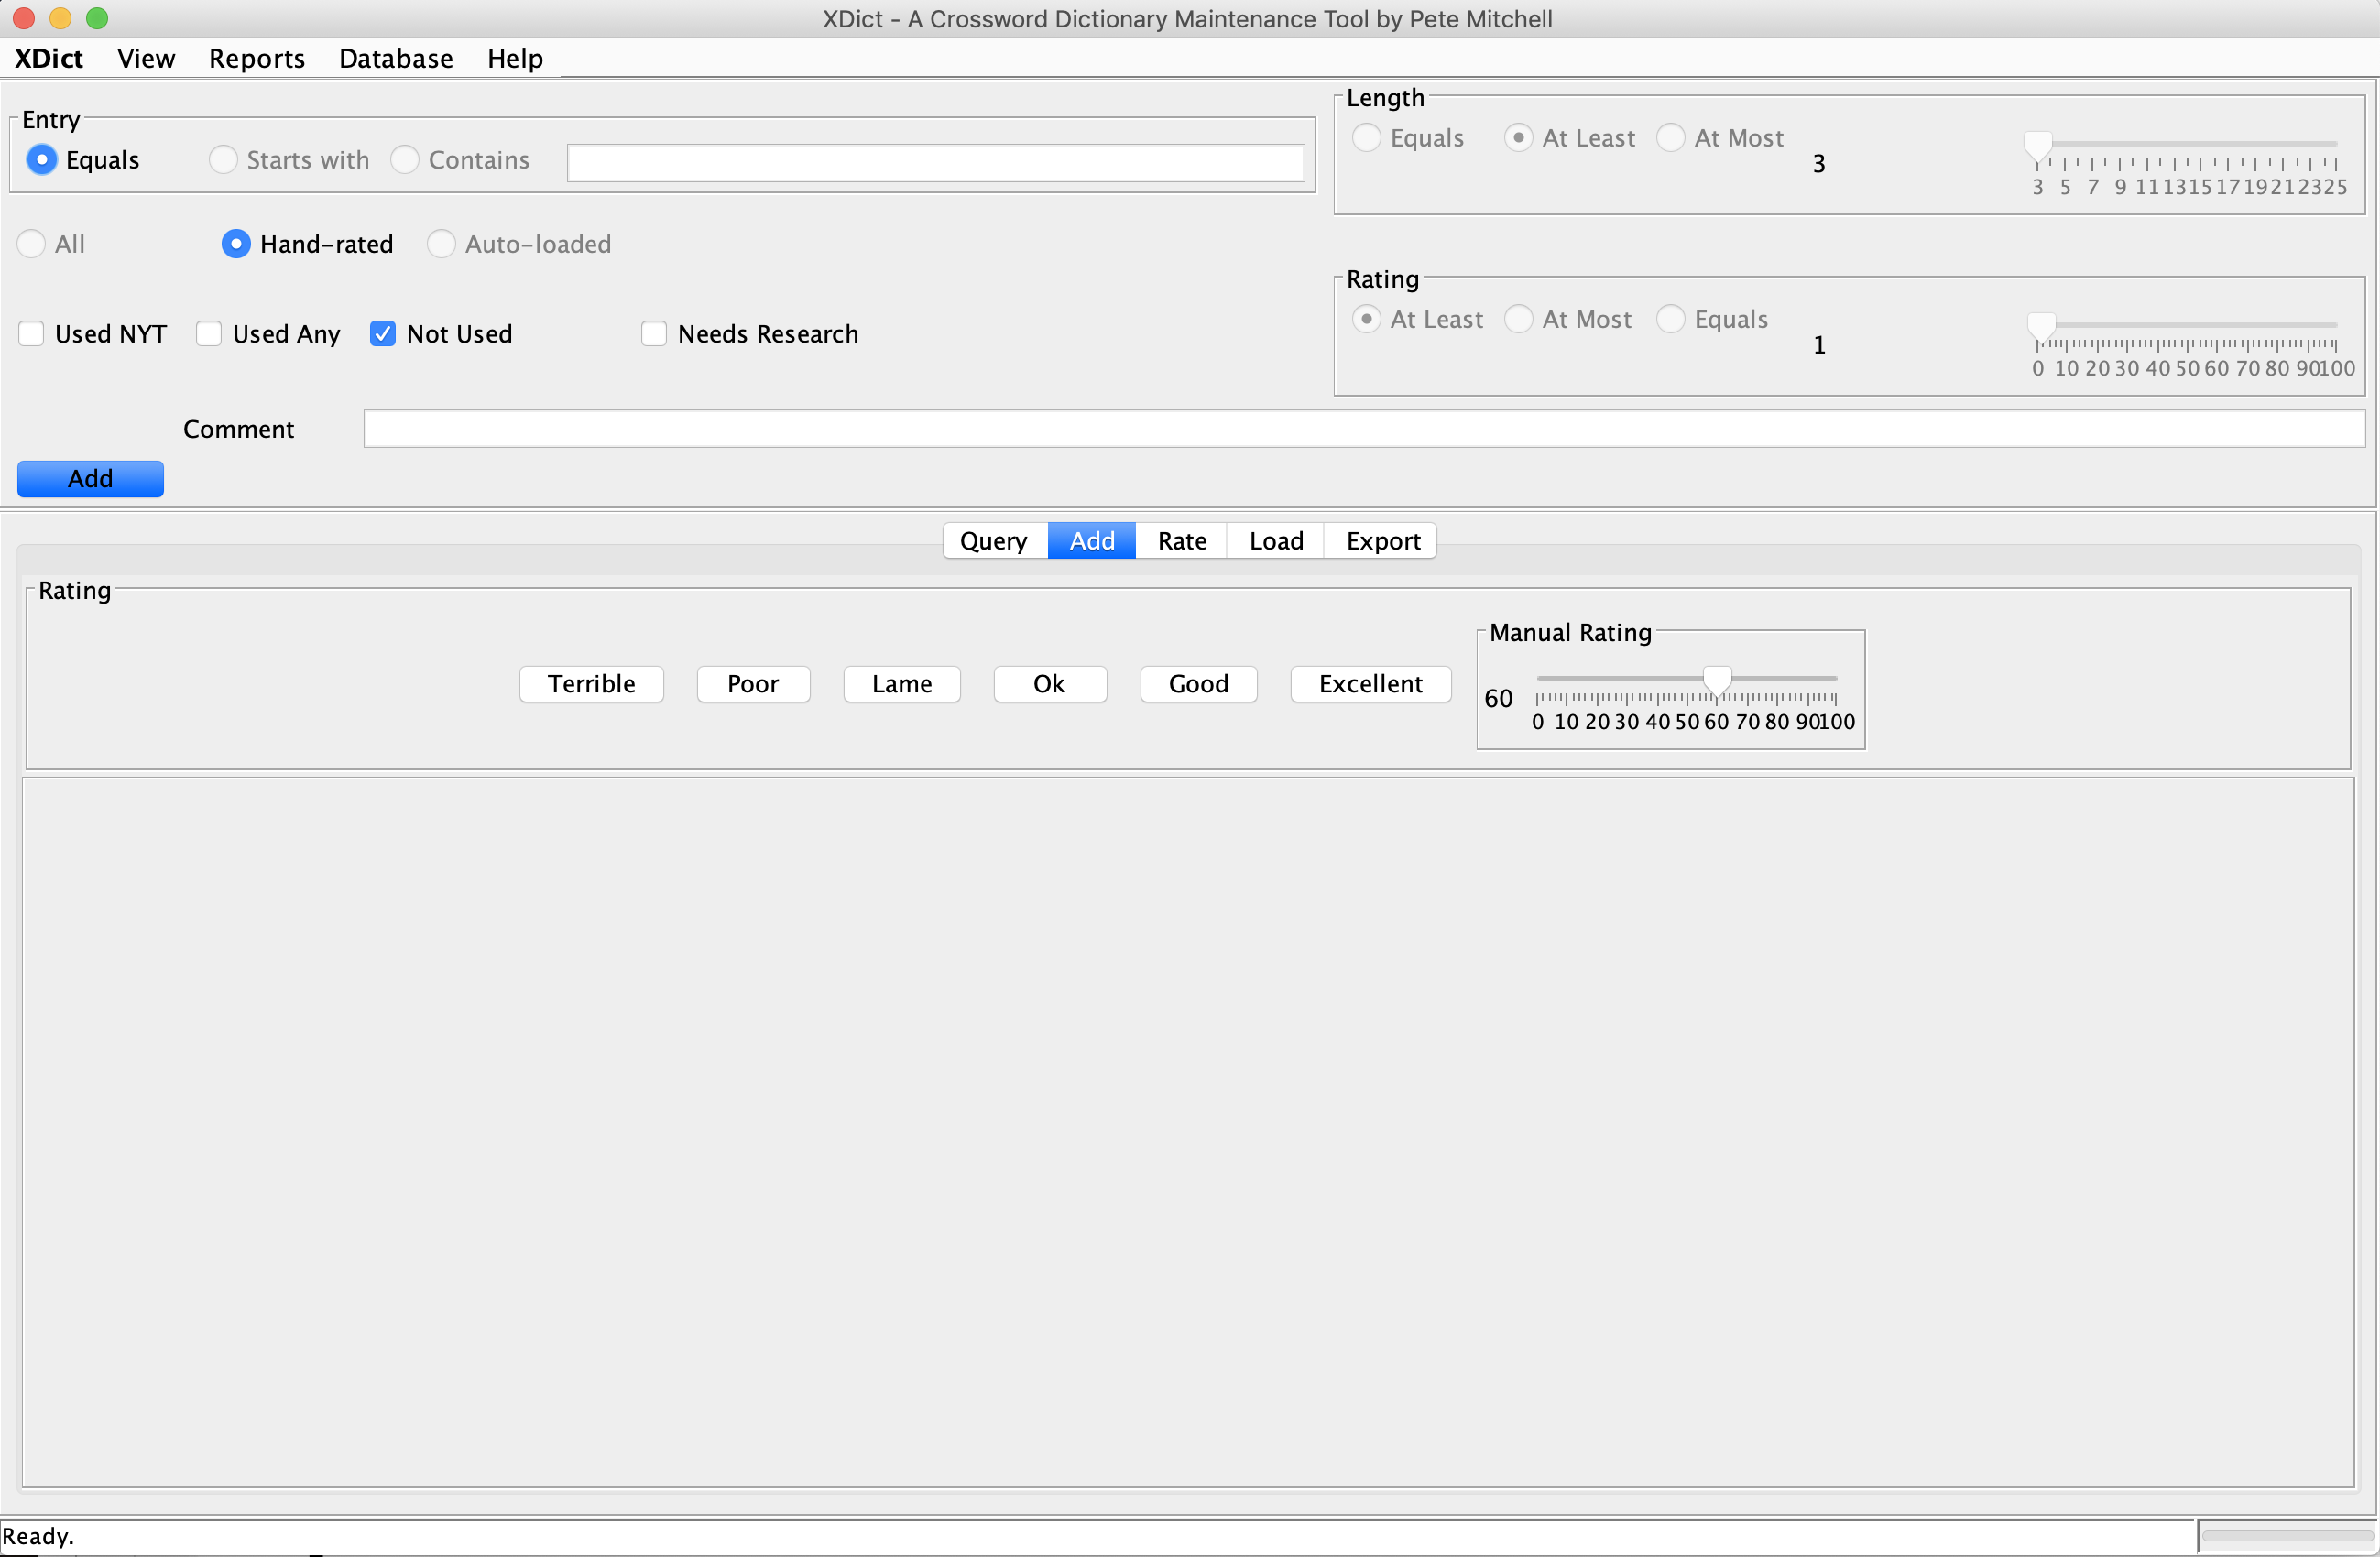 XDict - A Crossword Dictionary Maintenance Tool by Pete Mitchell
XDict View Reports Database Help
Entry
Equals Starts with Contains
Length
Equals At Least At Most
3
3 5 7 9 11 13 15 17 19 21 23 25
All Hand-rated Auto-loaded
Rating
At Least At Most Equals
1
0 10 20 30 40 50 60 70 80 90 100
Used NYT Used Any Not Used Needs Research
Comment
Add
Query Add Rate Load Export
Rating
Terrible Poor Lame Ok Good Excellent
Manual Rating
60
0 10 20 30 40 50 60 70 80 90 100
Ready.